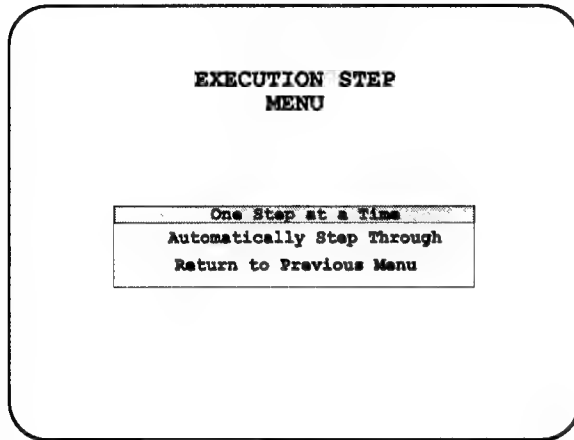 EXECUTION STEP
MENU
One Step at a Time
Automatically Step Through
Return to Previous Menu